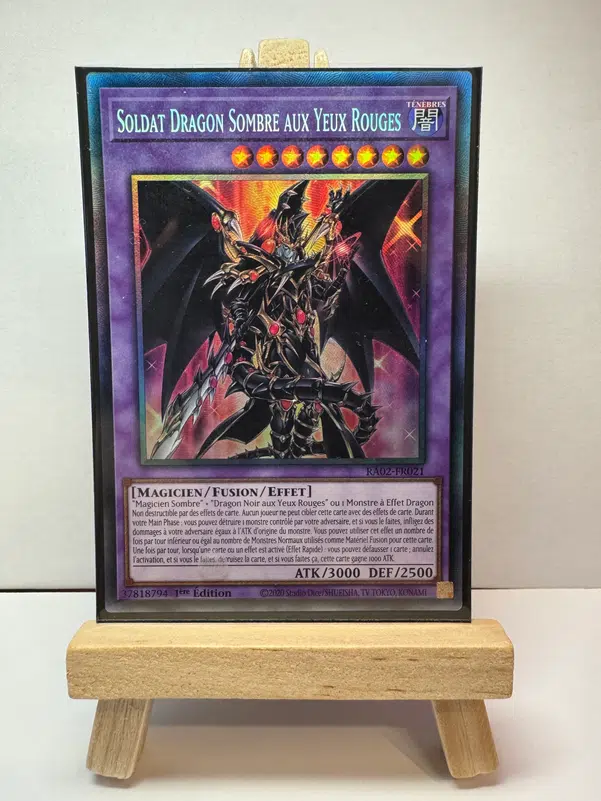 SOLDAT DRAGON SOMBRE AUX YEUX ROUGES
TÉNÈBRES
闇
RA02-FR021
[MAGICIEN/FUSION/EFFET]
"Magicien Sombre" + "Dragon Noir aux Yeux Rouges" ou 1 Monstre à Effet Dragon
Non destructible par des effets de carte. Aucun joueur ne peut cibler cette carte avec des effets de carte. Durant
votre Main Phase : vous pouvez détruire 1 monstre contrôlé par votre adversaire, et si vous le faites, infligez des
dommages à votre adversaire égaux à l'ATK d'origine du monstre. Vous pouvez utiliser cet effet un nombre de
fois par tour inférieur ou égal au nombre de Monstres Normaux utilisés comme Matériel Fusion pour cette carte.
Une fois par tour, lorsqu'une carte ou un effet est activé (Effet Rapide) : vous pouvez défausser 1 carte ; annulez
l'activation, et si vous le faites, détruisez la carte, et si vous faites ça, cette carte gagne 1000 ATK.
ATK/3000 DEF/2500
37818794 1ère Edition
©2020 Studio Dice/SHUEISHA, TV TOKYO, KONAMI